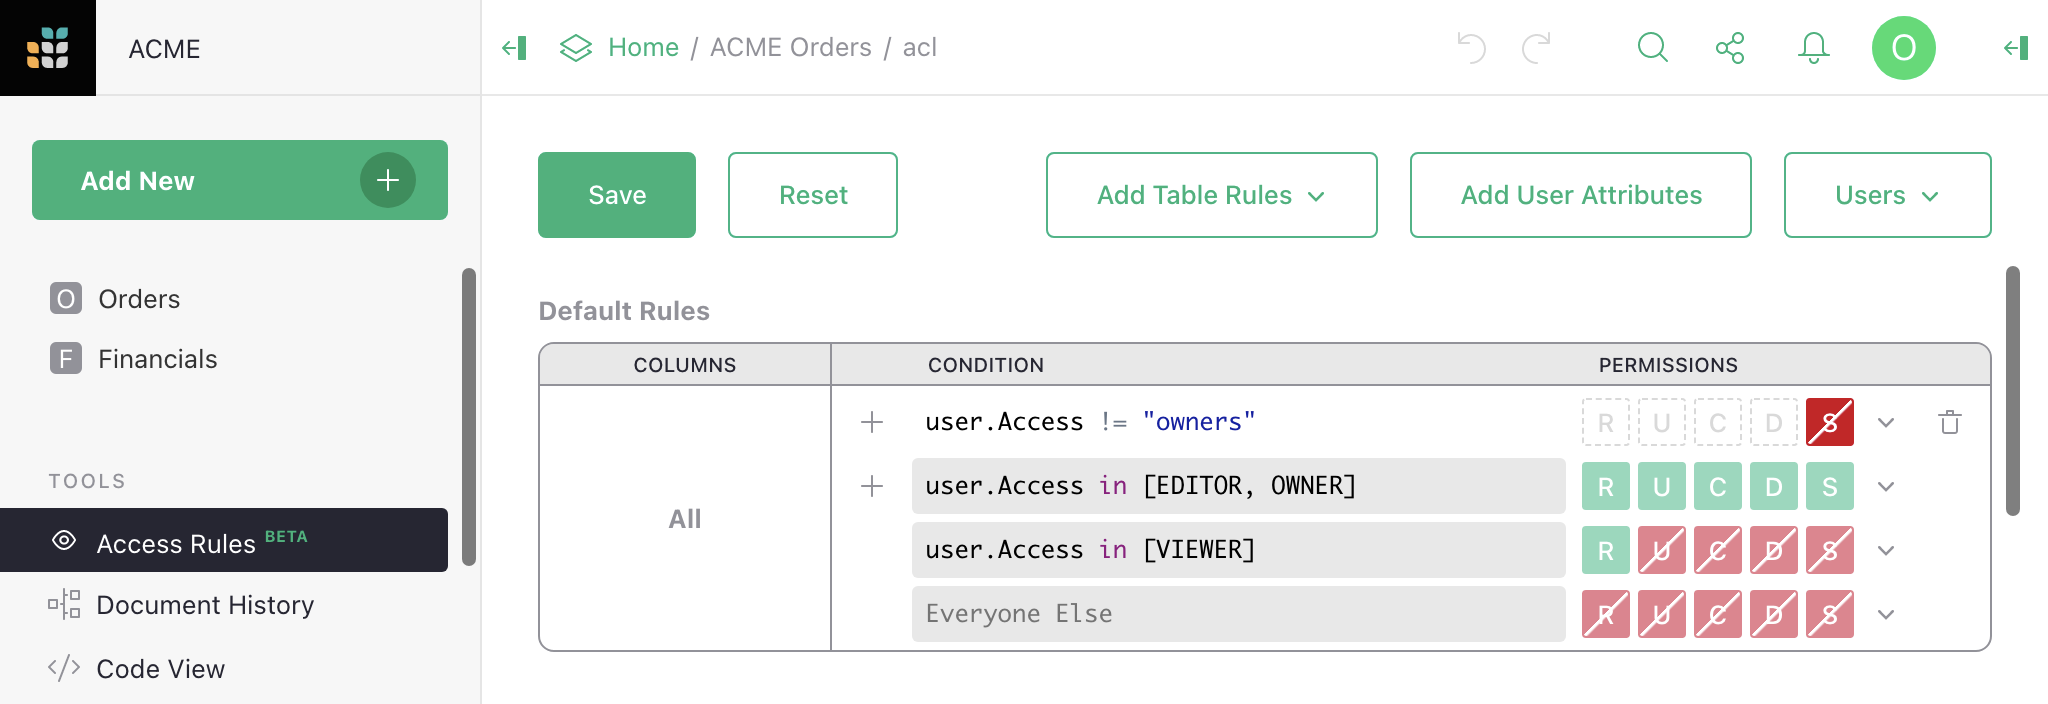 ACME
Home / ACME Orders / acl
O
Add New
Save
Reset
Add Table Rules
Add User Attributes
Users
O Orders
F Financials
TOOLS
Access Rules BETA
Document History
</> Code View
Default Rules
COLUMNS CONDITION PERMISSIONS
All
user.Access != "owners" R U C D S
user.Access in [EDITOR, OWNER] R U C D S
user.Access in [VIEWER] R U C D S
Everyone Else R U C D S